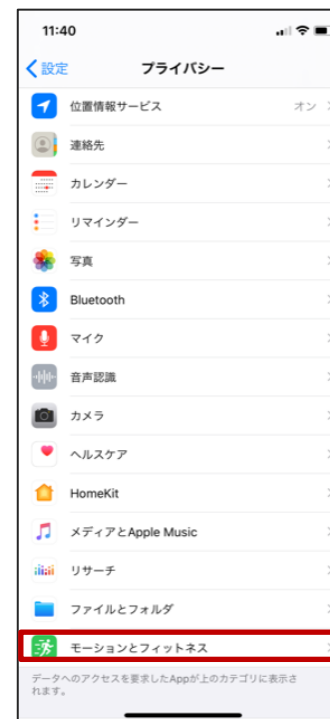 11:40
設定
プライバシー
位置情報サービス オン
連絡先
カレンダー
リマインダー
写真
Bluetooth
マイク
音声認識
カメラ
ヘルスケア
HomeKit
メディアとApple Music
リサーチ
ファイルとフォルダ
モーションとフィットネス
データへのアクセスを要求したAppが上のカテゴリに表示さ
れます。